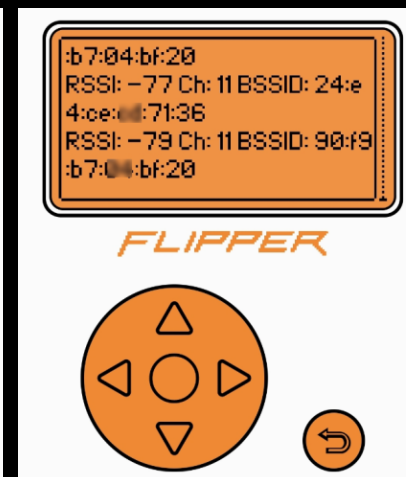 :b7:04:bf:20
RSSI: -77 Ch: 11 BSSID: 24:e
4:ce: :71:36
RSSI: -79 Ch: 11 BSSID: 90:f9
:b7: :bf:20
FLIPPER